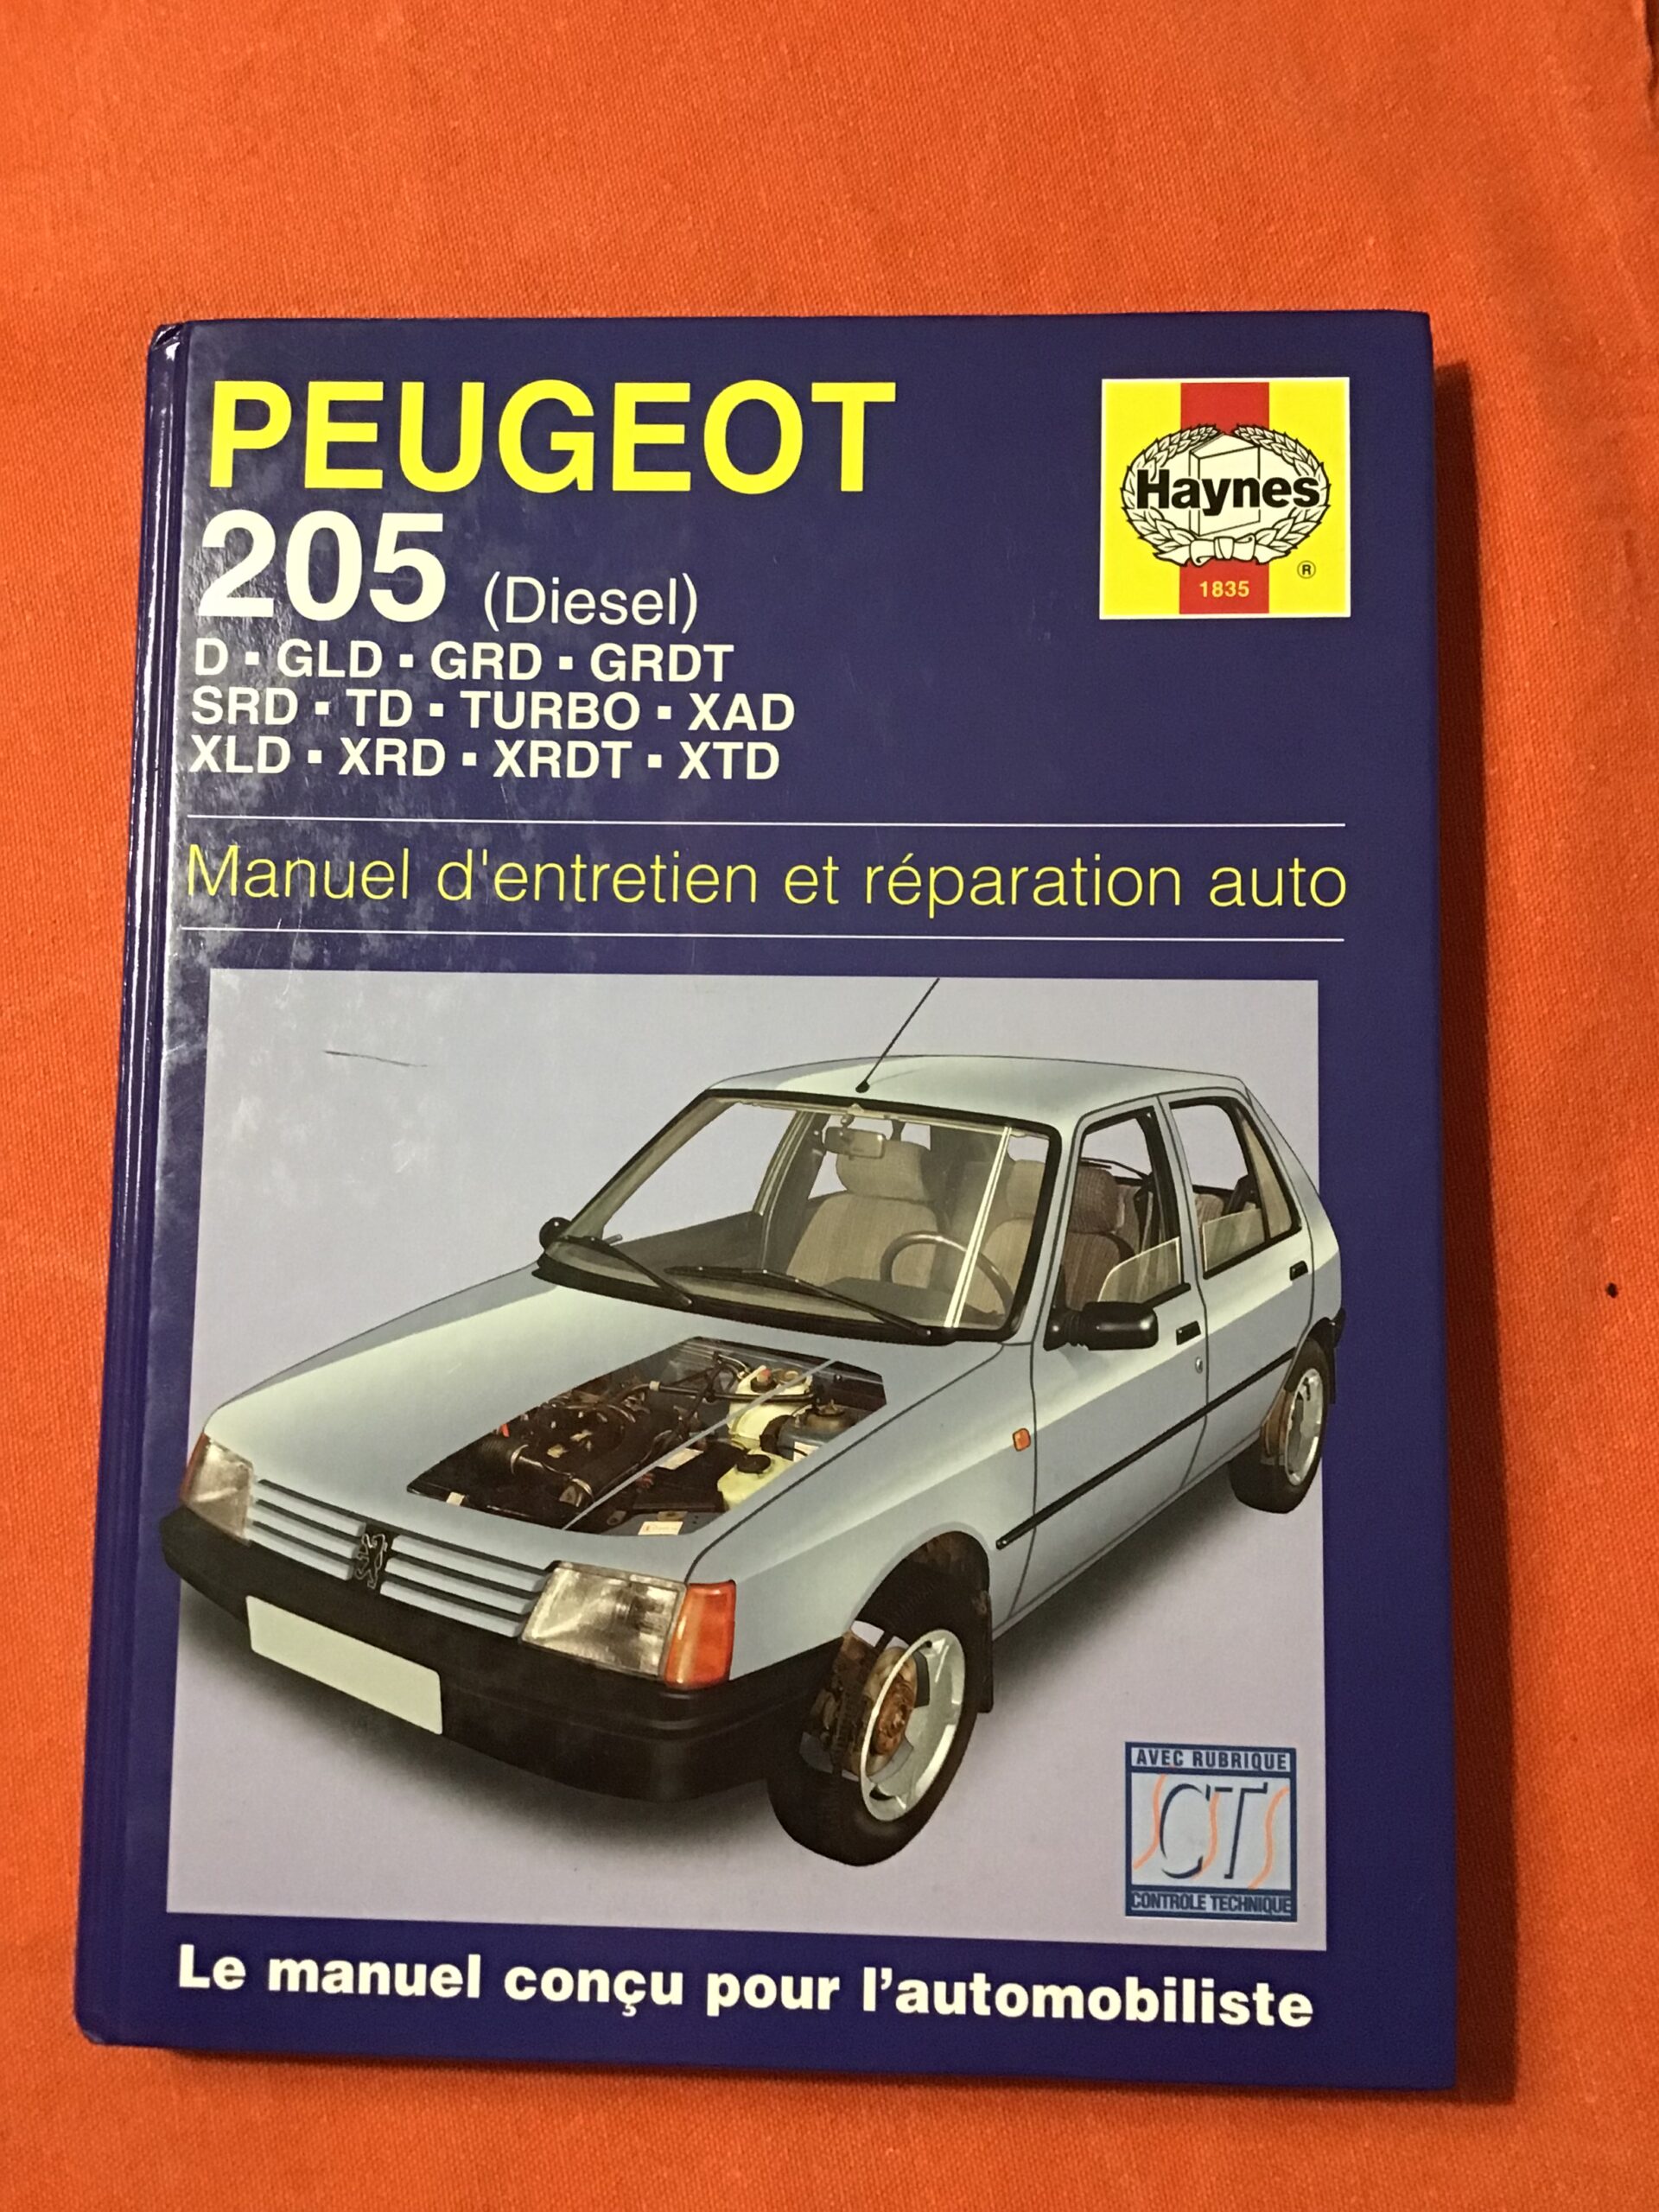 PEUGEOT
205 (Diesel)
D ▪ GLD ▪ GRD ▪ GRDT
SRD ▪ TD ▪ TURBO ▪ XAD
XLD ▪ XRD ▪ XRDT ▪ XTD
Haynes
®
1835
Manuel d'entretien et réparation auto
AVEC RUBRIQUE
CT
CONTROLE TECHNIQUE
Le manuel conçu pour l'automobiliste